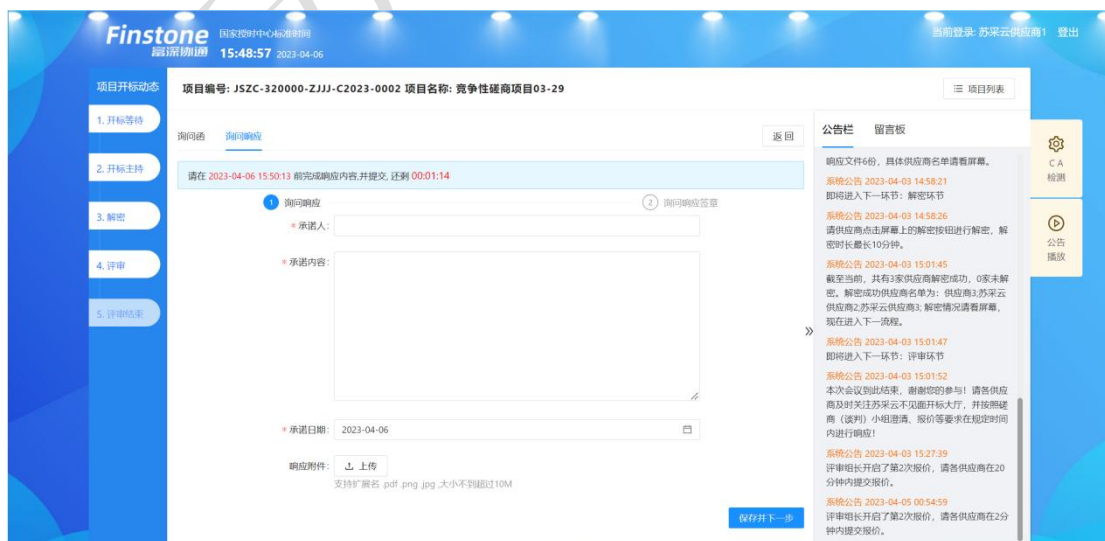 Finstone
富深协通
国家授时中心标准时间
15:48:57 2023-04-06
当前登录: 苏采云供应商1 登出
项目开标动态
1. 开标等待
2. 开标主持
3. 解密
4. 评审
5. 评审结束
项目编号: JSZC-320000-ZJJJ-C2023-0002 项目名称: 竞争性磋商项目03-29
项目列表
询问函 询问响应
返 回
请在 2023-04-06 15:50:13 前完成响应内容,并提交, 还剩 00:01:14
1 询问响应
2 询问响应签章
* 承诺人:
* 承诺内容:
* 承诺日期: 2023-04-06
响应附件: 上传
支持扩展名 .pdf .png .jpg ,大小不到超过10M
保存并下一步
公告栏 留言板
响应文件6份，具体供应商名单请看屏幕。
系统公告 2023-04-03 14:58:21
即将进入下一环节：解密环节
系统公告 2023-04-03 14:58:26
请供应商点击屏幕上的解密按钮进行解密，解
密时长最长10分钟。
系统公告 2023-04-03 15:01:45
截至当前，共有3家供应商解密成功，0家未解
密。解密成功供应商名单为：供应商3;苏采云
供应商2;苏采云供应商3; 解密情况请看屏幕，
现在进入下一流程。
系统公告 2023-04-03 15:01:47
即将进入下一环节：评审环节
系统公告 2023-04-03 15:01:52
本次会议到此结束，谢谢您的参与！请各供应
商及时关注苏采云不见面开标大厅，并按照磋
商（谈判）小组澄清、报价等要求在规定时间
内进行响应！
系统公告 2023-04-03 15:27:39
评审组长开启了第2次报价，请各供应商在20
分钟内提交报价。
系统公告 2023-04-05 00:54:59
评审组长开启了第2次报价，请各供应商在2分
钟内提交报价。
C A
检测
公告
播放